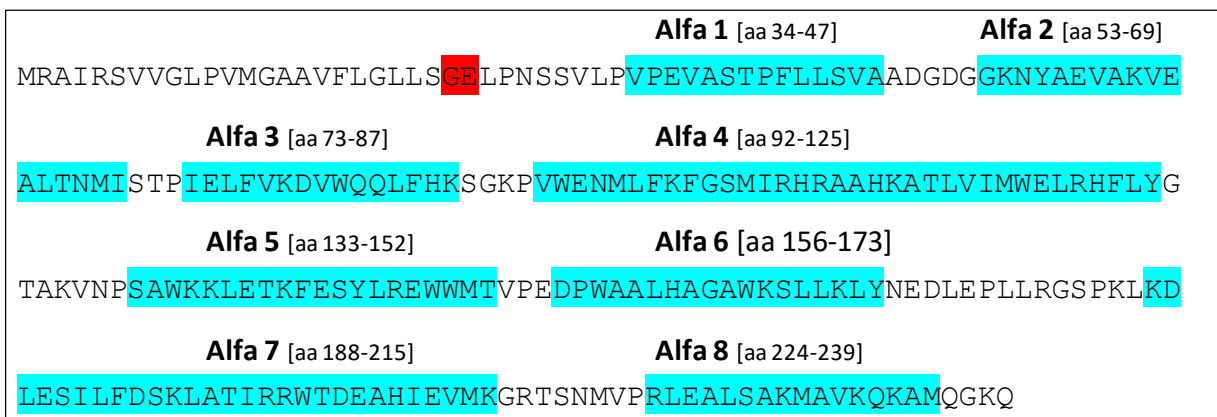 Alfa 1 [aa 34-47] Alfa 2 [aa 53-69]
MRAIRSVVGLPVMGAAVFLGLLSGELPNSSVLPVPEVASTPFLLSVAADGDGGKNYAEVAKVE
Alfa 3 [aa 73-87] Alfa 4 [aa 92-125]
ALTNMISTPIELFVKDVWQQLFHKSGKPVWENMLFKFGSMIRHRAAHKATLVIMWELRHFLYG
Alfa 5 [aa 133-152] Alfa 6 [aa 156-173]
TAKVNPSAWKKLETKFESYLREWWMTVPEDPWAALHAGAWKSLLKLYNEDLEPLLRGSPKLKD
Alfa 7 [aa 188-215] Alfa 8 [aa 224-239]
LESILFDSKLATIRRWTDEAHIEVMKGRTSNMVPRLEALSAKMAVKQKAMQGKQ